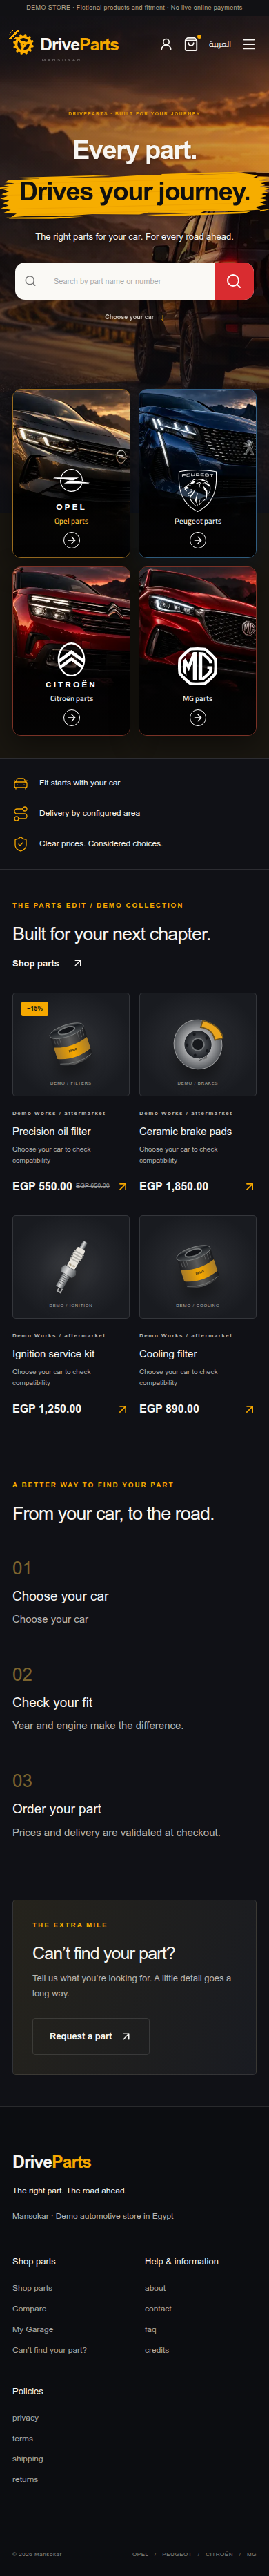 DEMO STORE · Fictional products and fitment · No live online payments
DriveParts
MANSOKAR
العربية
DRIVEPARTS · BUILT FOR YOUR JOURNEY
Every part.
Drives your journey.
The right parts for your car. For every road ahead.
Search by part name or number
Choose your car
OPEL
Opel parts
PEUGEOT
Peugeot parts
CITROËN
Citroën parts
MG
MG parts
Fit starts with your car
Delivery by configured area
Clear prices. Considered choices.
THE PARTS EDIT / DEMO COLLECTION
Built for your next chapter.
Shop parts
−15%
DEMO / FILTERS
Demo Works / aftermarket
Precision oil filter
Choose your car to check
compatibility
EGP 550.00 EGP 650.00
DEMO / BRAKES
Demo Works / aftermarket
Ceramic brake pads
Choose your car to check
compatibility
EGP 1,850.00
DEMO / IGNITION
Demo Works / aftermarket
Ignition service kit
Choose your car to check
compatibility
EGP 1,250.00
DEMO / COOLING
Demo Works / aftermarket
Cooling filter
Choose your car to check
compatibility
EGP 890.00
A BETTER WAY TO FIND YOUR PART
From your car, to the road.
01
Choose your car
Choose your car
02
Check your fit
Year and engine make the difference.
03
Order your part
Prices and delivery are validated at checkout.
THE EXTRA MILE
Can’t find your part?
Tell us what you’re looking for. A little detail goes a
long way.
Request a part
DriveParts
The right part. The road ahead.
Mansokar · Demo automotive store in Egypt
Shop parts
Shop parts
Compare
My Garage
Can’t find your part?
Help & information
about
contact
faq
credits
Policies
privacy
terms
shipping
returns
© 2026 Mansokar
OPEL / PEUGEOT / CITROËN / MG